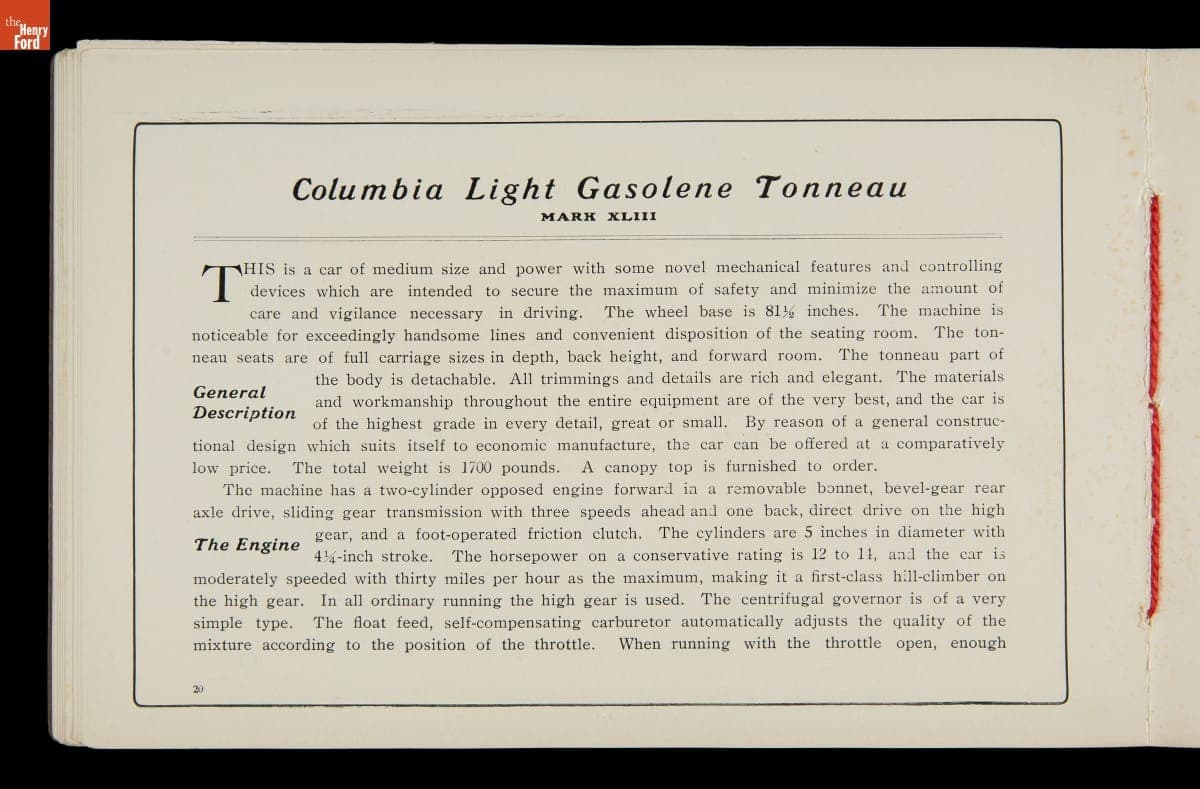 the
Henry
Ford
Columbia Light Gasolene Tonneau
MARK XLIII
THIS is a car of medium size and power with some novel mechanical features and controlling
devices which are intended to secure the maximum of safety and minimize the amount of
care and vigilance necessary in driving. The wheel base is 81½ inches. The machine is
noticeable for exceedingly handsome lines and convenient disposition of the seating room. The ton-
neau seats are of full carriage sizes in depth, back height, and forward room. The tonneau part of
the body is detachable. All trimmings and details are rich and elegant. The materials
General
Description
and workmanship throughout the entire equipment are of the very best, and the car is
of the highest grade in every detail, great or small. By reason of a general construc-
tional design which suits itself to economic manufacture, the car can be offered at a comparatively
low price. The total weight is 1700 pounds. A canopy top is furnished to order.
The machine has a two-cylinder opposed engine forward in a removable bonnet, bevel-gear rear
axle drive, sliding gear transmission with three speeds ahead and one back, direct drive on the high
The Engine
gear, and a foot-operated friction clutch. The cylinders are 5 inches in diameter with
4¼-inch stroke. The horsepower on a conservative rating is 12 to 14, and the car is
moderately speeded with thirty miles per hour as the maximum, making it a first-class hill-climber on
the high gear. In all ordinary running the high gear is used. The centrifugal governor is of a very
simple type. The float feed, self-compensating carburetor automatically adjusts the quality of the
mixture according to the position of the throttle. When running with the throttle open, enough
20